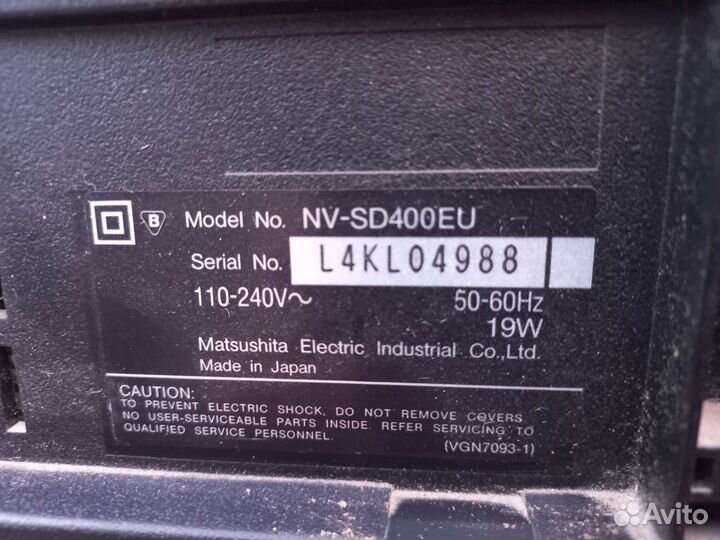 B Model No. NV-SD400EU
Serial No. L4KL04988
110-240V~ 50-60Hz
19W
Matsushita Electric Industrial Co.,Ltd.
Made in Japan
CAUTION:
TO PREVENT ELECTRIC SHOCK, DO NOT REMOVE COVERS
NO USER-SERVICEABLE PARTS INSIDE. REFER SERVICING TO
QUALIFIED SERVICE PERSONNEL.
(VGN7093-1)
Avito